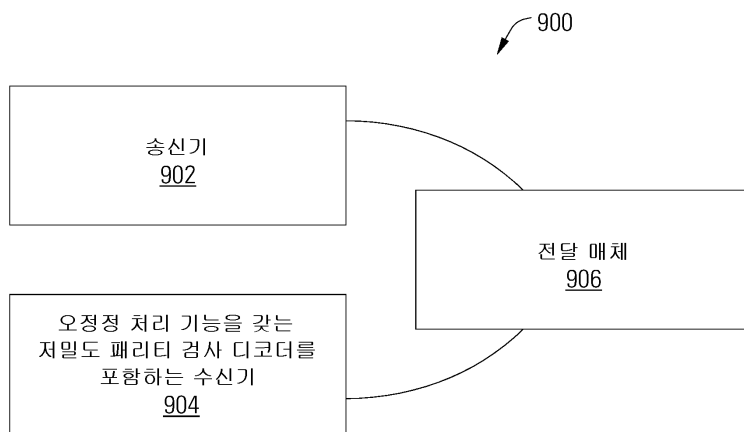 900
송신기
902
전달 매체
906
오정정 처리 기능을 갖는
저밀도 패리티 검사 디코더를
포함하는 수신기
904